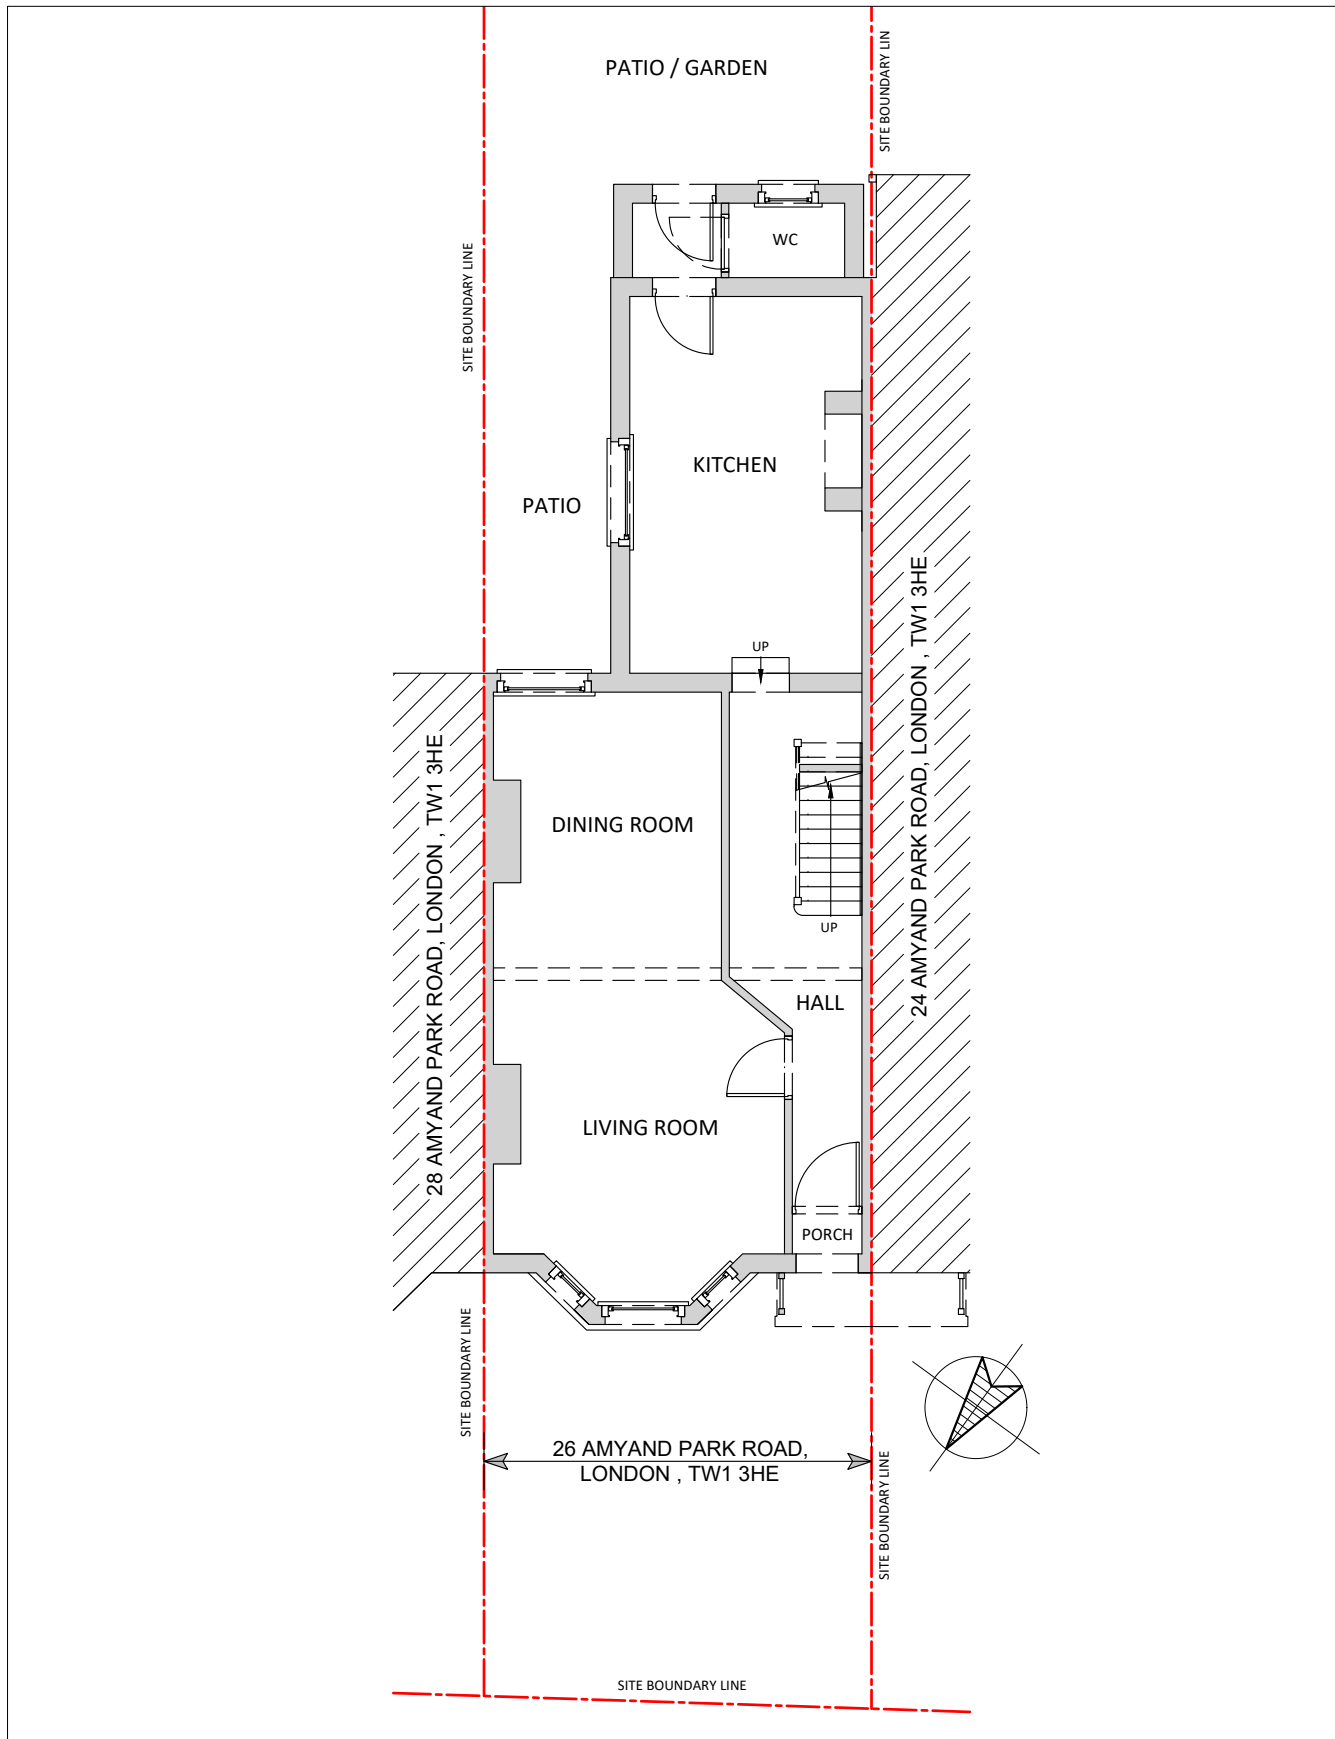 PATIO / GARDEN
SITE BOUNDARY LIN
WC
SITE BOUNDARY LINE
KITCHEN
PATIO
UP
24 AMYAND PARK ROAD, LONDON , TW1 3HE
28 AMYAND PARK ROAD, LONDON , TW1 3HE
DINING ROOM
UP
HALL
LIVING ROOM
PORCH
SITE BOUNDARY LINE
26 AMYAND PARK ROAD,
LONDON , TW1 3HE
SITE BOUNDARY LINE
SITE BOUNDARY LINE